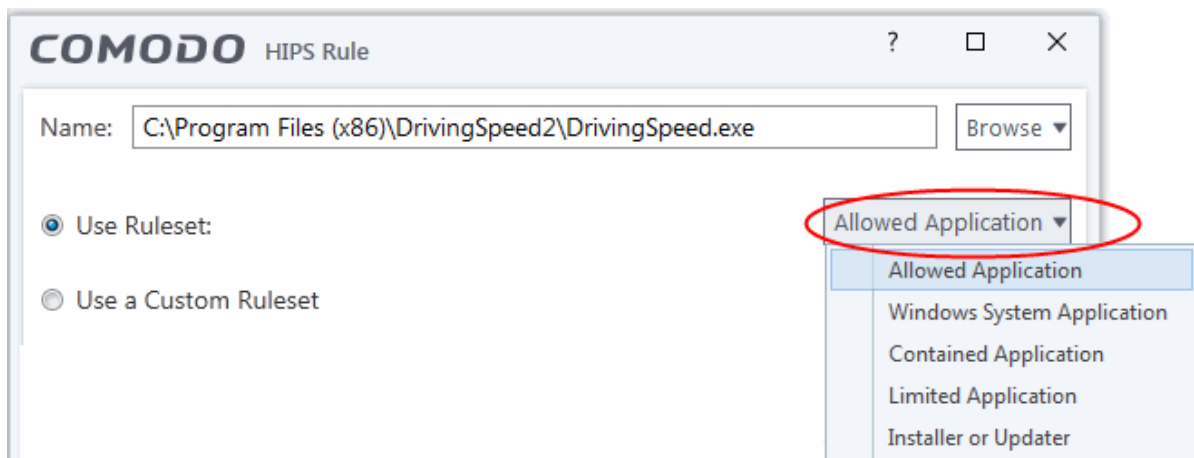 COMODO HIPS Rule ?
Name: C:\Program Files (x86)\DrivingSpeed2\DrivingSpeed.exe Browse
Use Ruleset: Allowed Application
Allowed Application
Windows System Application
Use a Custom Ruleset
Contained Application
Limited Application
Installer or Updater